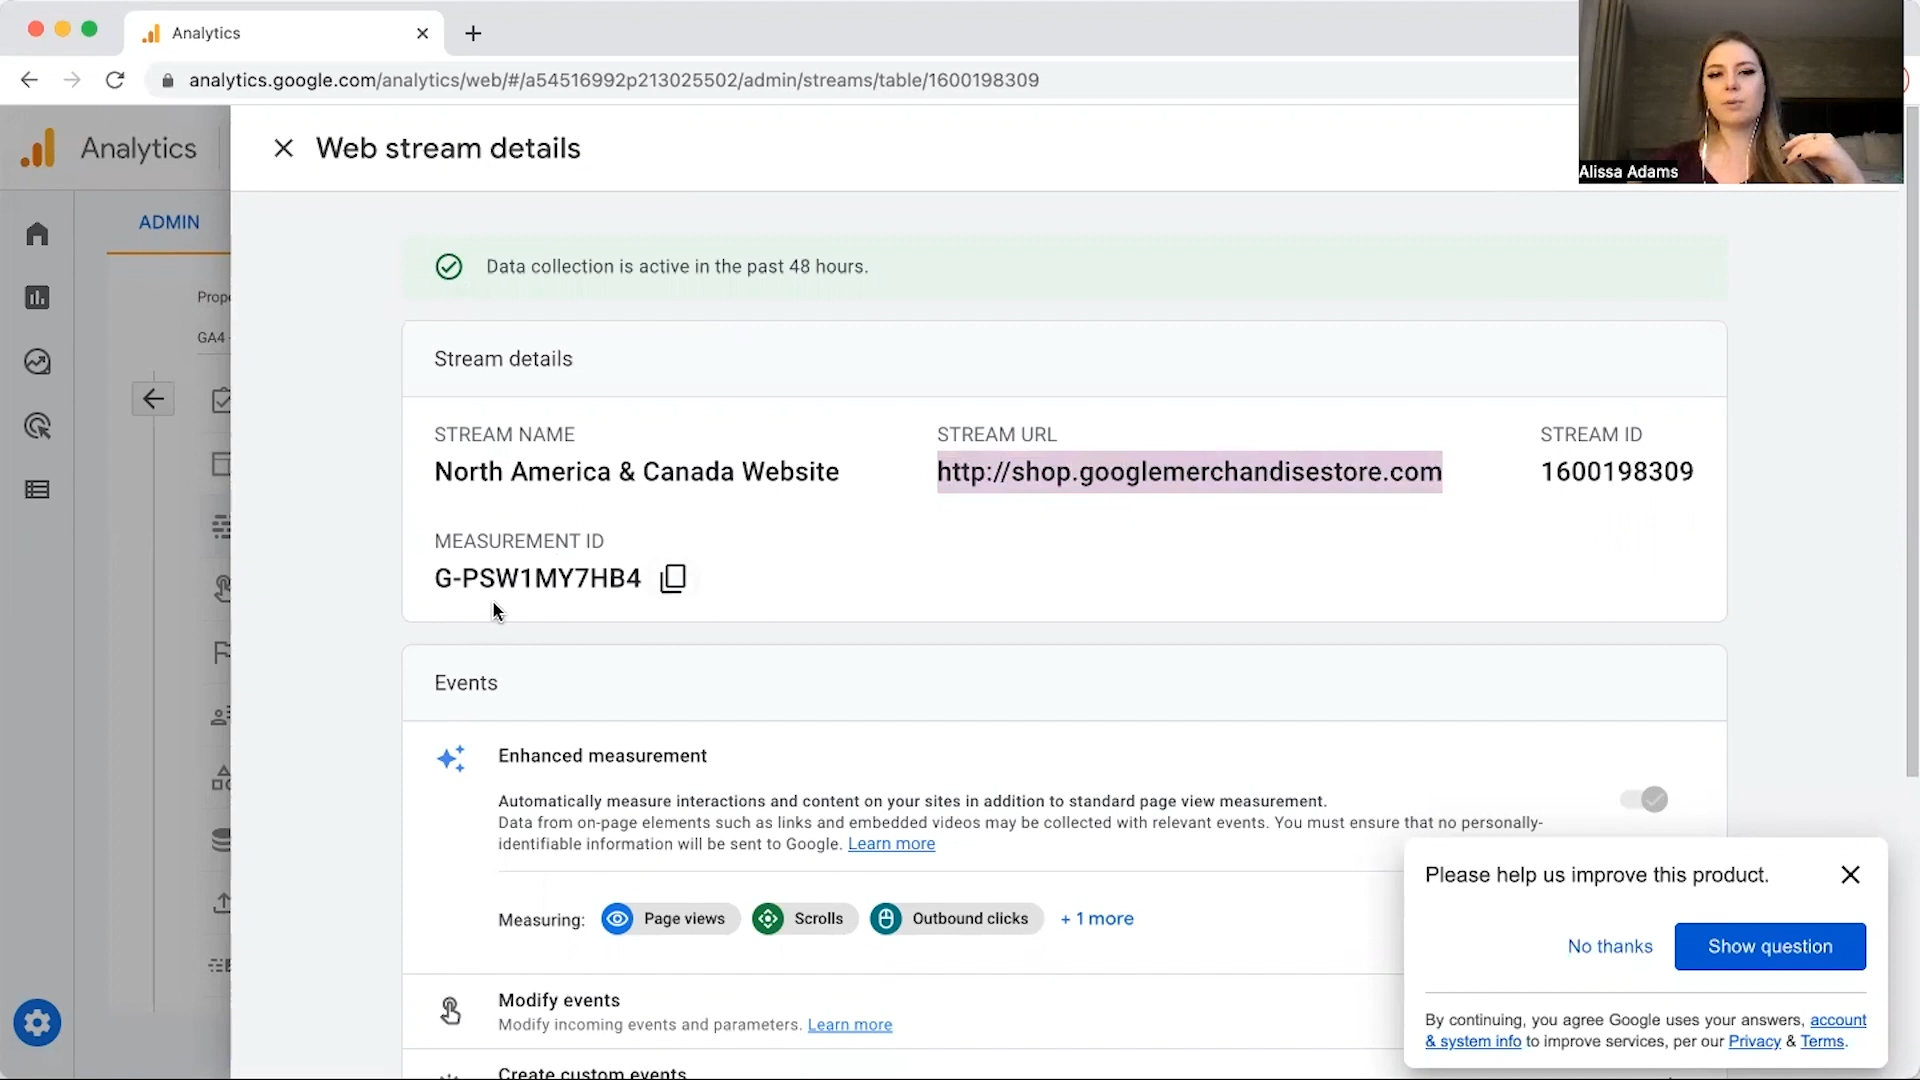 Analytics
analytics.google.com/analytics/web/#/a54516992p213025502/admin/streams/table/1600198309
Alissa Adams
Analytics
Web stream details
ADMIN
Data collection is active in the past 48 hours.
Prope
GA4 -
Stream details
STREAM NAME
North America & Canada Website
STREAM URL
http://shop.googlemerchandisestore.com
STREAM ID
1600198309
MEASUREMENT ID
G-PSW1MY7HB4
Events
Enhanced measurement
Automatically measure interactions and content on your sites in addition to standard page view measurement.
Data from on-page elements such as links and embedded videos may be collected with relevant events. You must ensure that no personally-
identifiable information will be sent to Google. Learn more
Measuring: Page views Scrolls Outbound clicks + 1 more
Modify events
Modify incoming events and parameters. Learn more
Create custom events
Please help us improve this product.
No thanks
Show question
By continuing, you agree Google uses your answers, account
& system info to improve services, per our Privacy & Terms.